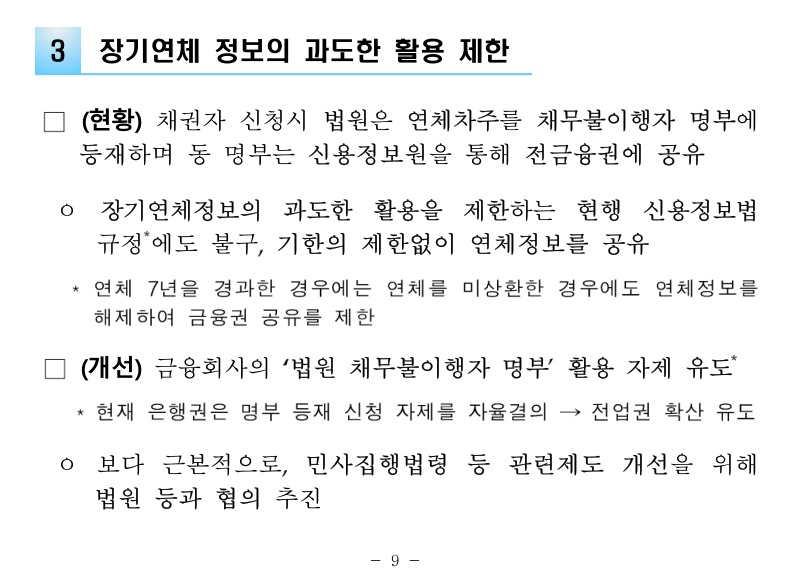 3 장기연체 정보의 과도한 활용 제한
□ (현황) 채권자 신청시 법원은 연체차주를 채무불이행자 명부에
등재하며 동 명부는 신용정보원을 통해 전금융권에 공유
ㅇ 장기연체정보의 과도한 활용을 제한하는 현행 신용정보법
규정*에도 불구, 기한의 제한없이 연체정보를 공유
* 연체 7년을 경과한 경우에는 연체를 미상환한 경우에도 연체정보를
해제하여 금융권 공유를 제한
□ (개선) 금융회사의 ‘법원 채무불이행자 명부’ 활용 자제 유도*
* 현재 은행권은 명부 등재 신청 자제를 자율결의 → 전업권 확산 유도
ㅇ 보다 근본적으로, 민사집행법령 등 관련제도 개선을 위해
법원 등과 협의 추진
- 9 -